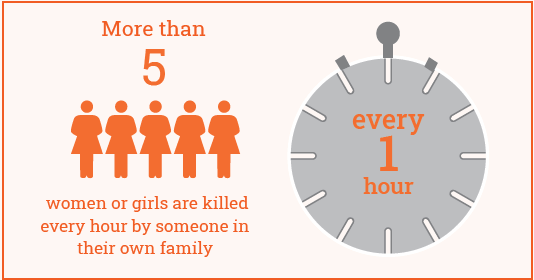 More than
5
women or girls are killed
every hour by someone in
their own family
every
1
hour